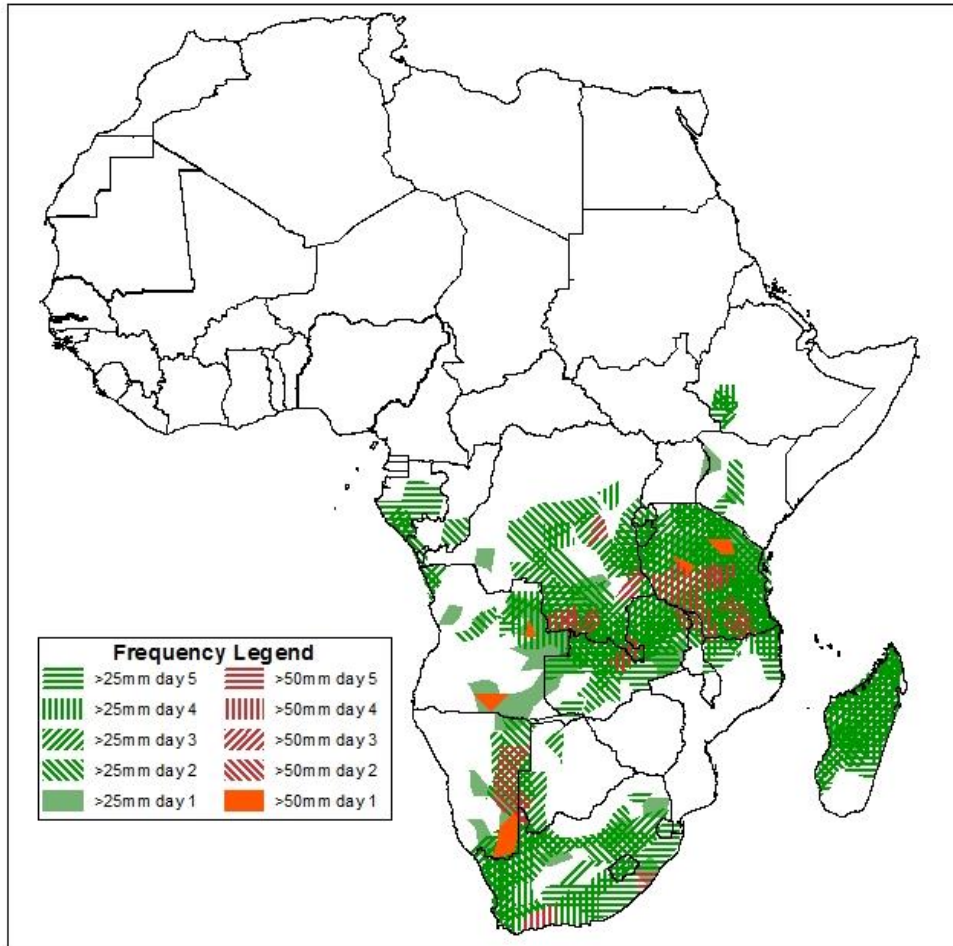 Frequency Legend
>25mm day 5 >50mm day 5
>25mm day 4 >50mm day 4
>25mm day 3 >50mm day 3
>25mm day 2 >50mm day 2
>25mm day 1 >50mm day 1